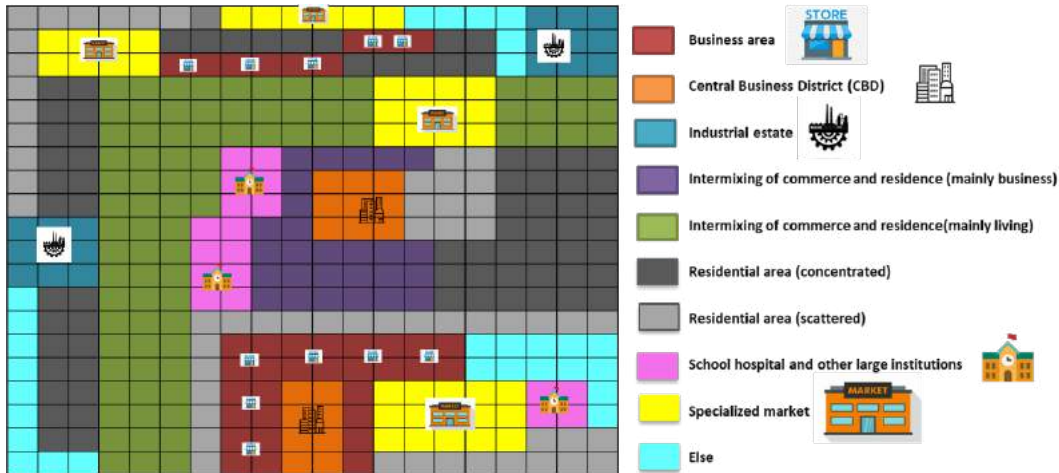 STORE
Business area
Central Business District (CBD)
Industrial estate
Intermixing of commerce and residence (mainly business)
Intermixing of commerce and residence(mainly living)
Residential area (concentrated)
Residential area (scattered)
School hospital and other large institutions
MARKET
Specialized market
Else